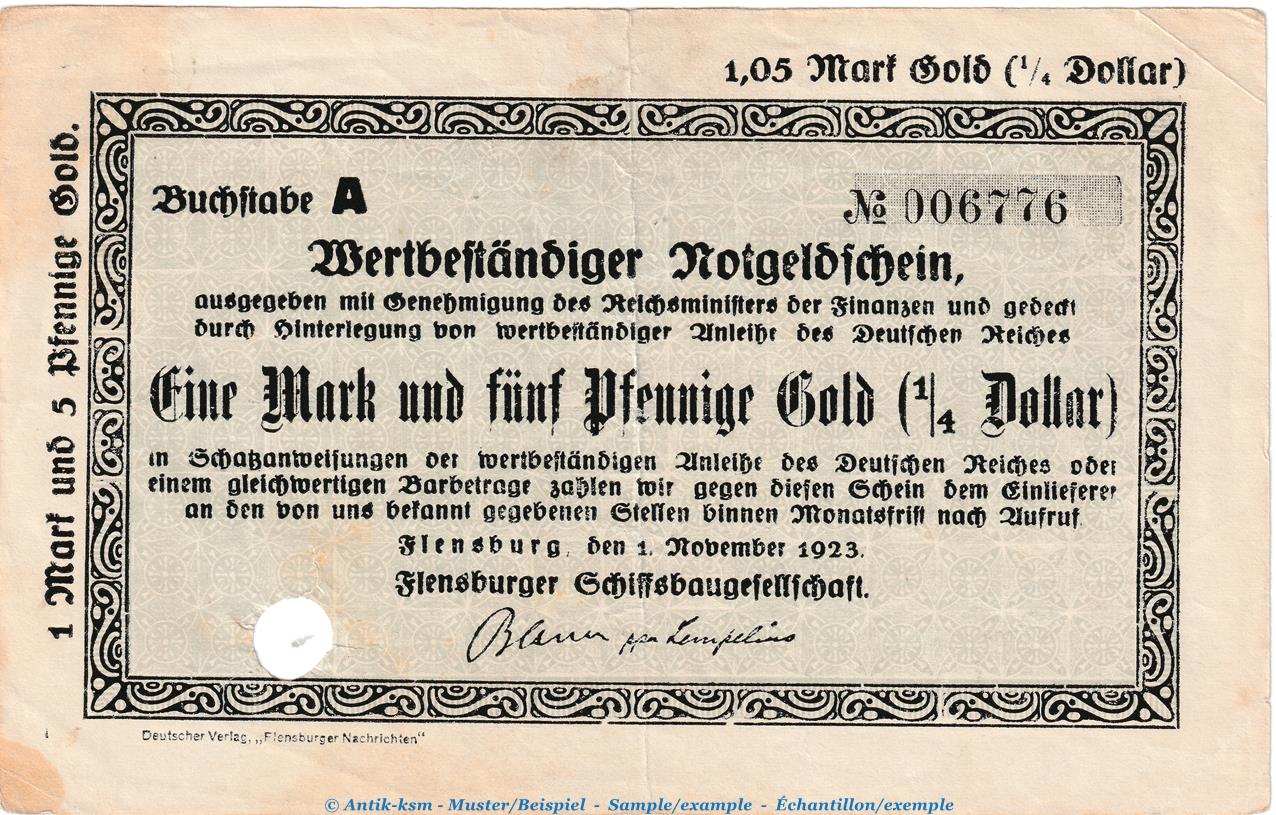 1,05 Mark Gold (1/4 Dollar)
1 Mark und 5 Pfennige Gold.
Buchstabe A
№ 006776
Wertbeständiger Notgeldschein,
ausgegeben mit Genehmigung des Reichsministers der Finanzen und gedeckt
durch Hinterlegung von wertbeständiger Anleihe des Deutschen Reiches
Eine Mark und fünf Pfennige Gold (1/4 Dollar)
in Schatzanweisungen der wertbeständigen Anleihe des Deutschen Reiches oder
einem gleichwertigen Barbetrage zahlen wir gegen diesen Schein dem Einlieferer
an den von uns bekannt gegebenen Stellen binnen Monatsfrist nach Aufruf.
Flensburg, den 1. November 1923.
Flensburger Schiffsbaugesellschaft.
ppa Lempelius
Deutscher Verlag, „Flensburger Nachrichten“
© Antik-ksm - Muster/Beispiel - Sample/example - Échantillon/exemple